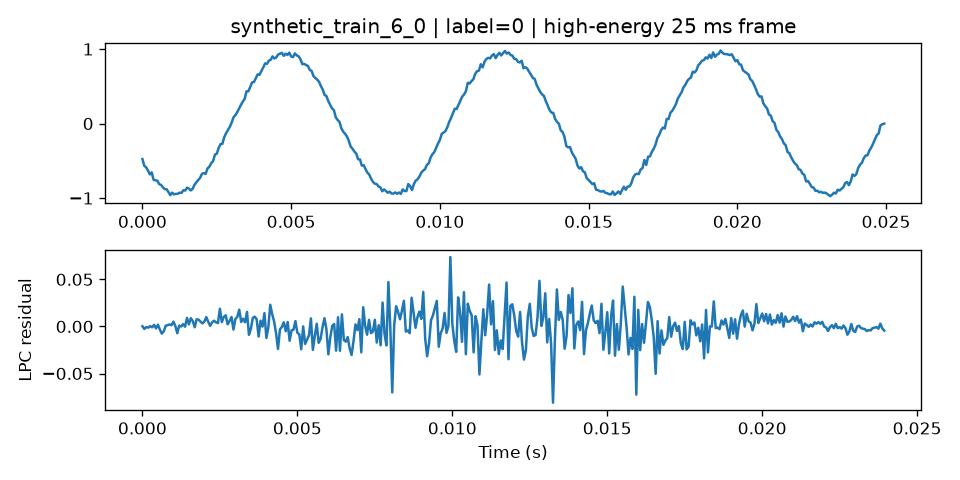 synthetic_train_6_0 | label=0 | high-energy 25 ms frame
1
0
−1
0.000 0.005 0.010 0.015 0.020 0.025
LPC residual
0.05
0.00
−0.05
0.000 0.005 0.010 0.015 0.020 0.025
Time (s)